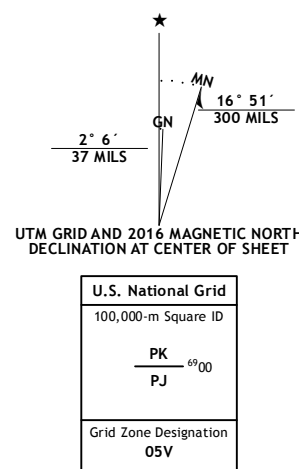 ★
MN
GN
16° 51´
300 MILS
2° 6´
37 MILS
UTM GRID AND 2016 MAGNETIC NORTH
DECLINATION AT CENTER OF SHEET
U.S. National Grid
100,000-m Square ID
PK
6900
PJ
Grid Zone Designation
05V